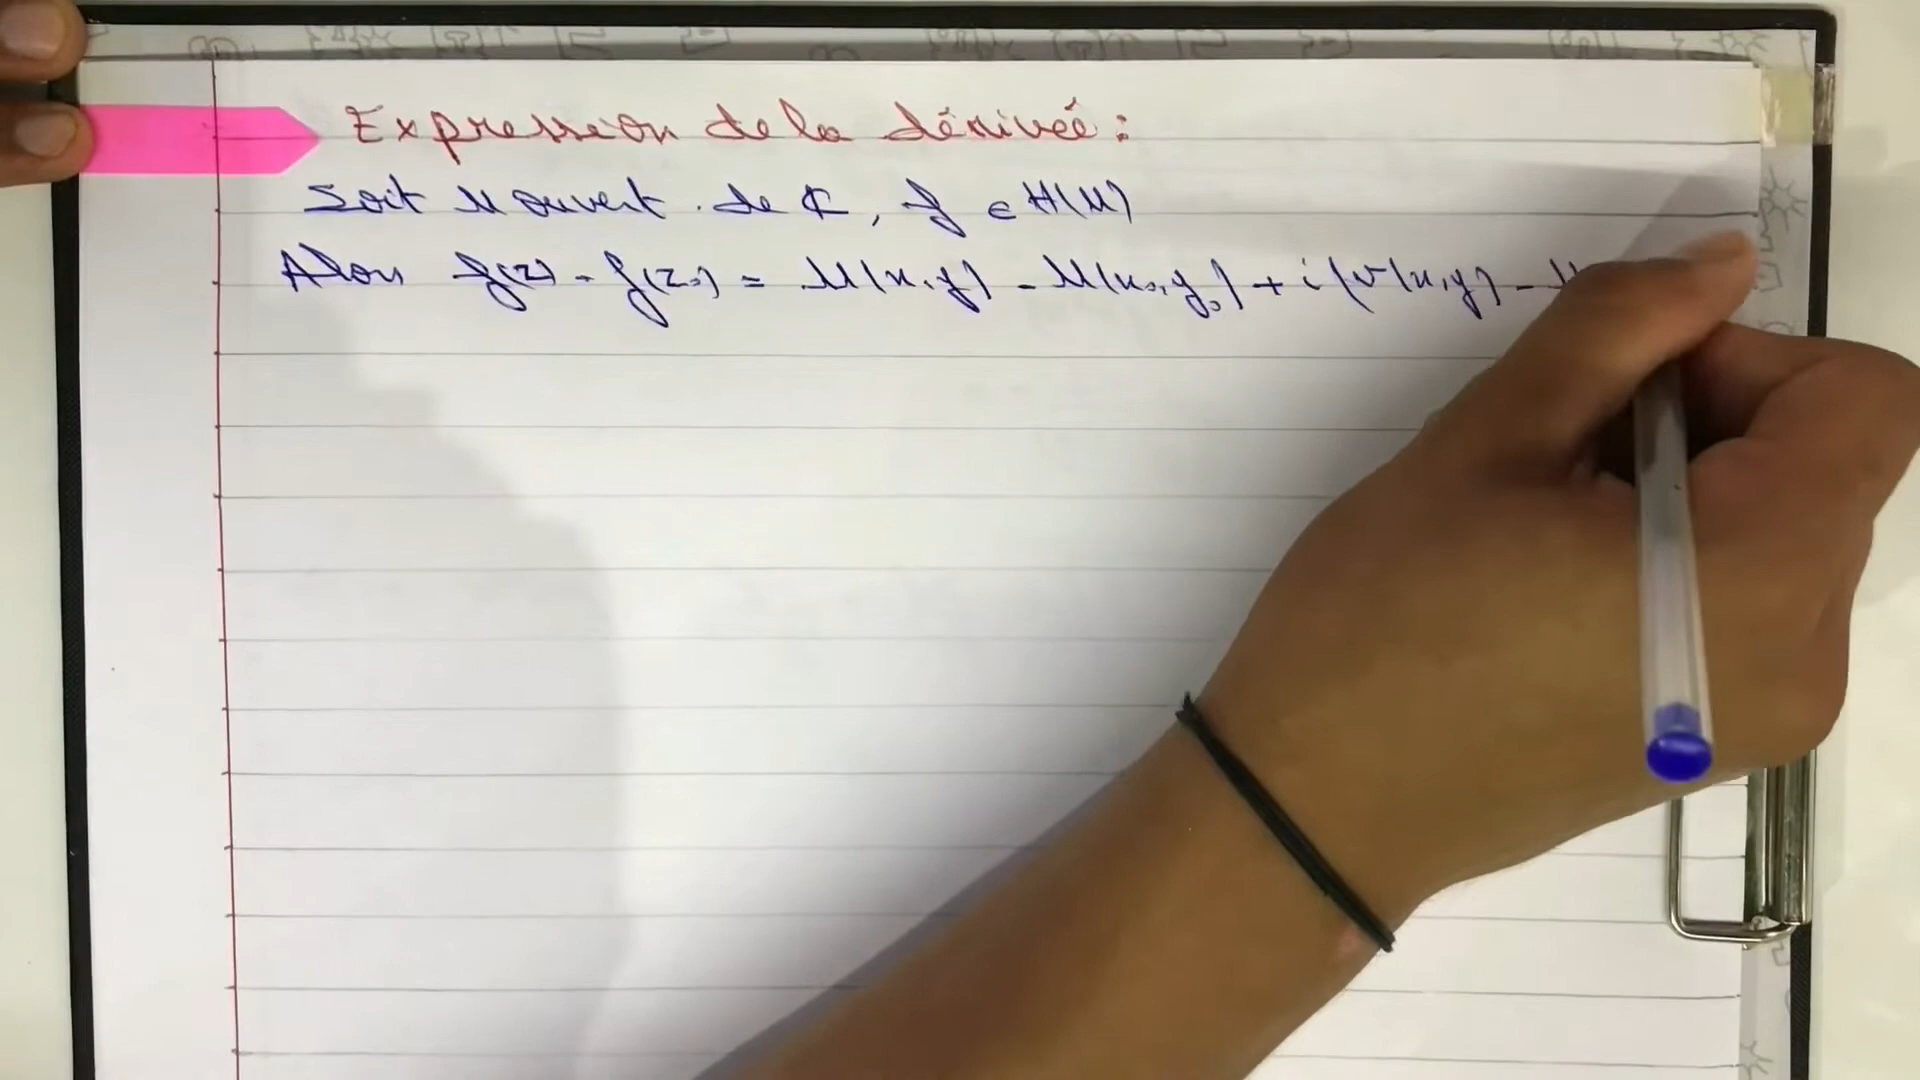 Expression de la dérivée :
Soit U ouvert de ℂ, f ∈ H(U)
Alors f(z) - f(z₀) = U(x,y) - U(x₀,y₀) + i(v(x,y) -